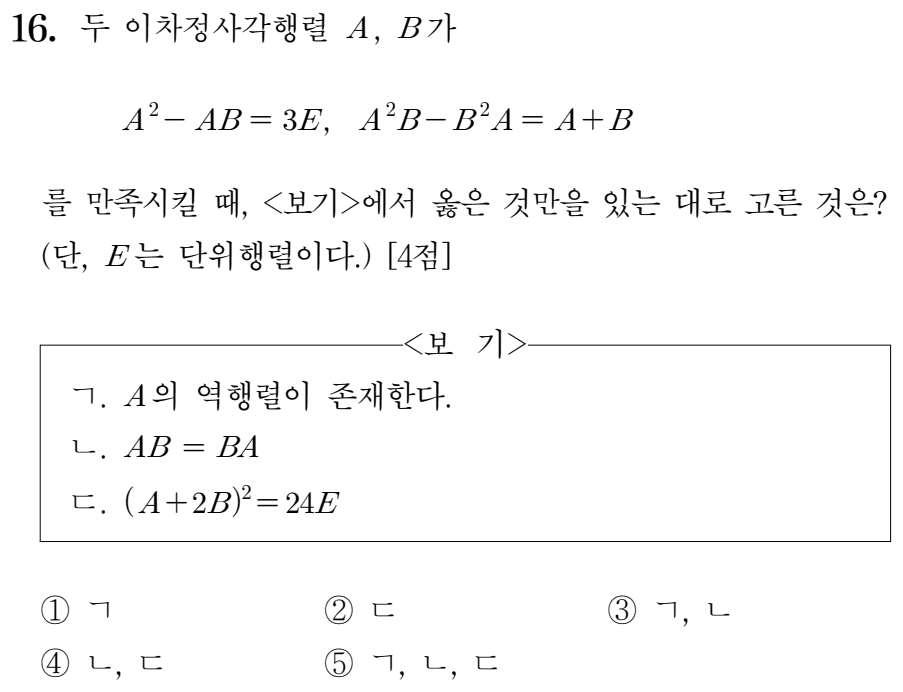 16. 두 이차정사각행렬 A, B가
A²− AB = 3E, A²B−B²A = A+B
를 만족시킬 때, <보기>에서 옳은 것만을 있는 대로 고른 것은?
(단, E는 단위행렬이다.) [4점]
<보 기>
ㄱ. A의 역행렬이 존재한다.
ㄴ. AB = BA
ㄷ. (A+2B)²=24E
① ㄱ ② ㄷ ③ ㄱ, ㄴ
④ ㄴ, ㄷ ⑤ ㄱ, ㄴ, ㄷ